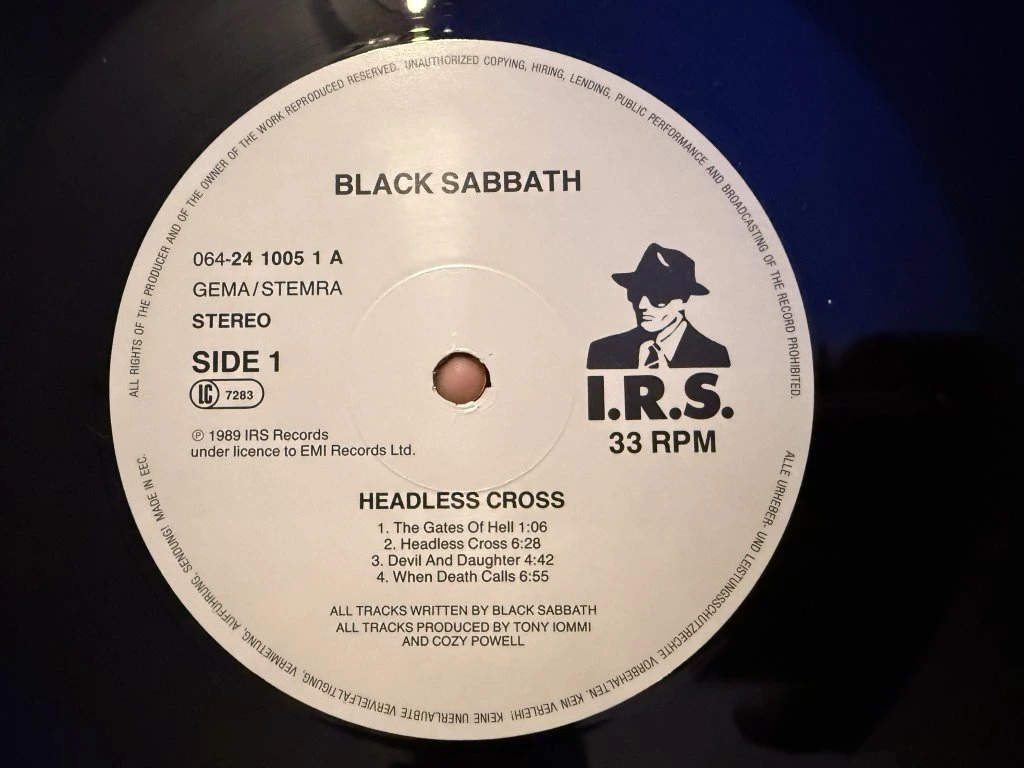 ALL RIGHTS OF THE PRODUCER AND OF THE OWNER OF THE WORK REPRODUCED RESERVED. UNAUTHORIZED COPYING, HIRING, LENDING, PUBLIC PERFORMANCE AND BROADCASTING OF THE RECORD PROHIBITED.
BLACK SABBATH
064-24 1005 1 A
GEMA/STEMRA
STEREO
SIDE 1
LC 7283
℗ 1989 IRS Records
under licence to EMI Records Ltd.
I.R.S.
33 RPM
HEADLESS CROSS
1. The Gates Of Hell 1:06
2. Headless Cross 6:28
3. Devil And Daughter 4:42
4. When Death Calls 6:55
ALL TRACKS WRITTEN BY BLACK SABBATH
ALL TRACKS PRODUCED BY TONY IOMMI
AND COZY POWELL
ALLE URHEBER- UND LEISTUNGSSCHUTZRECHTE VORBEHALTEN. KEIN VERLEIH! KEINE UNERLAUBTE VERVIELFÄLTIGUNG, VERMIETUNG, AUFFÜHRUNG, SENDUNG! MADE IN EEC.